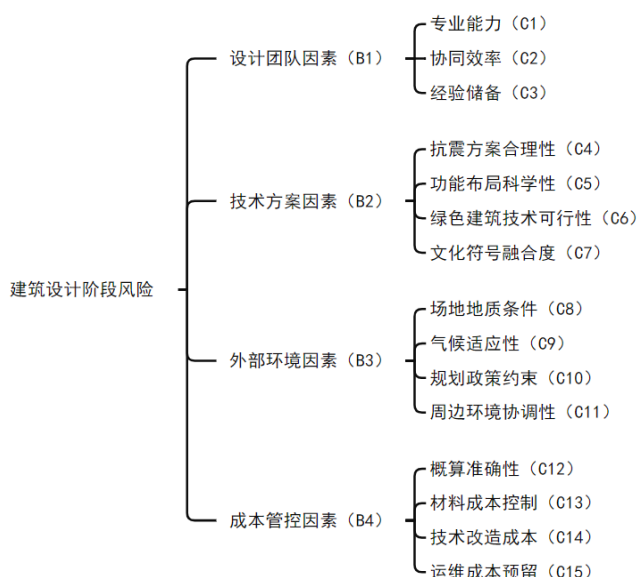 专业能力（C1）
设计团队因素（B1）
协同效率（C2）
经验储备（C3）
抗震方案合理性（C4）
功能布局科学性（C5）
技术方案因素（B2）
绿色建筑技术可行性（C6）
文化符号融合度（C7）
建筑设计阶段风险
场地地质条件（C8）
气候适应性（C9）
外部环境因素（B3）
规划政策约束（C10）
周边环境协调性（C11）
概算准确性（C12）
材料成本控制（C13）
成本管控因素（B4）
技术改造成本（C14）
运维成本预留（C15）